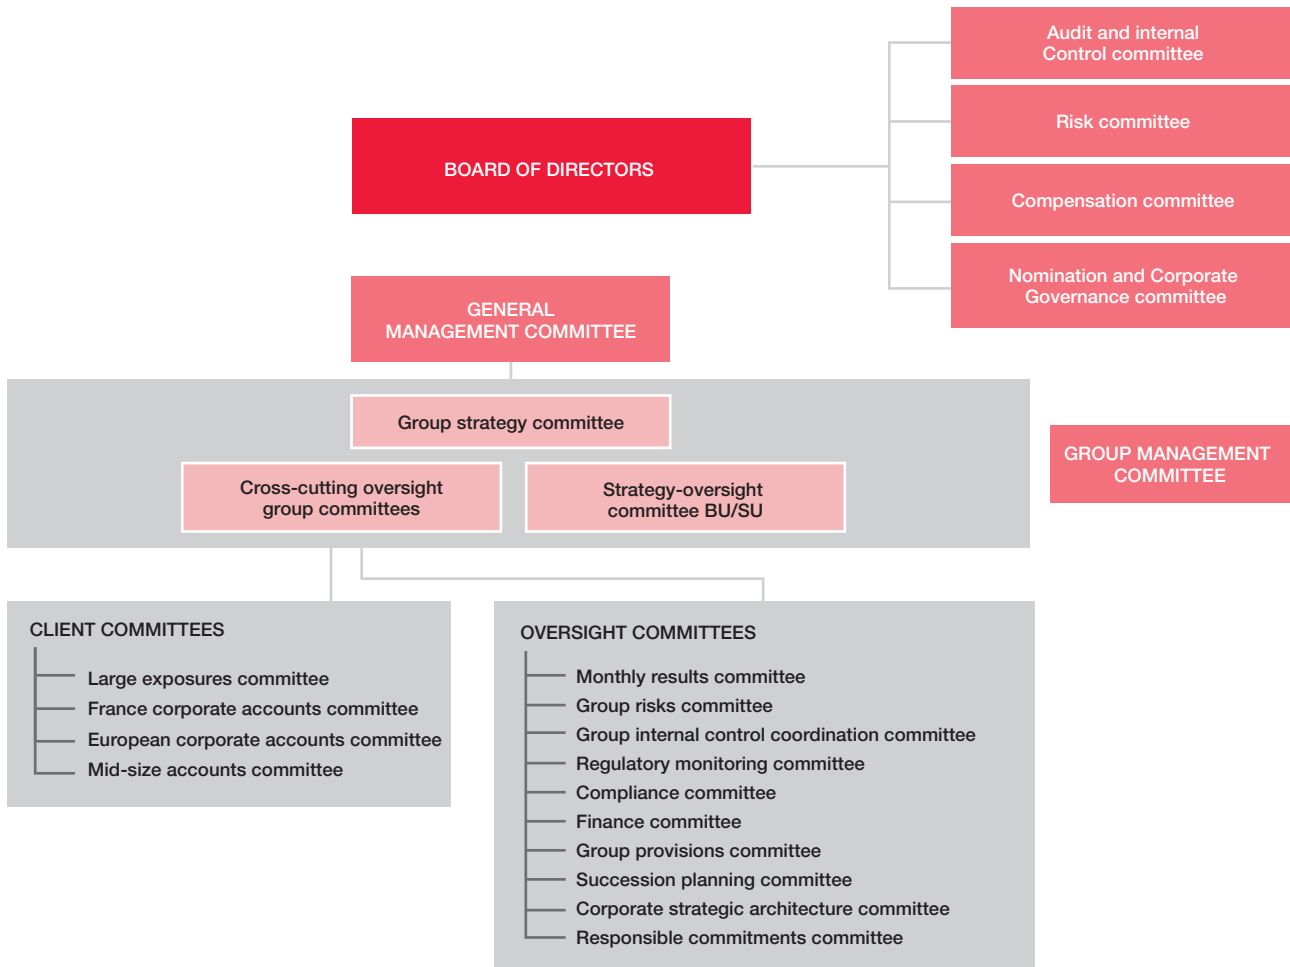 Audit and internal
Control committee
Risk committee
BOARD OF DIRECTORS
Compensation committee
Nomination and Corporate
Governance committee
GENERAL
MANAGEMENT COMMITTEE
Group strategy committee
GROUP MANAGEMENT
COMMITTEE
Cross-cutting oversight
group committees
Strategy-oversight
committee BU/SU
CLIENT COMMITTEES
Large exposures committee
France corporate accounts committee
European corporate accounts committee
Mid-size accounts committee
OVERSIGHT COMMITTEES
Monthly results committee
Group risks committee
Group internal control coordination committee
Regulatory monitoring committee
Compliance committee
Finance committee
Group provisions committee
Succession planning committee
Corporate strategic architecture committee
Responsible commitments committee